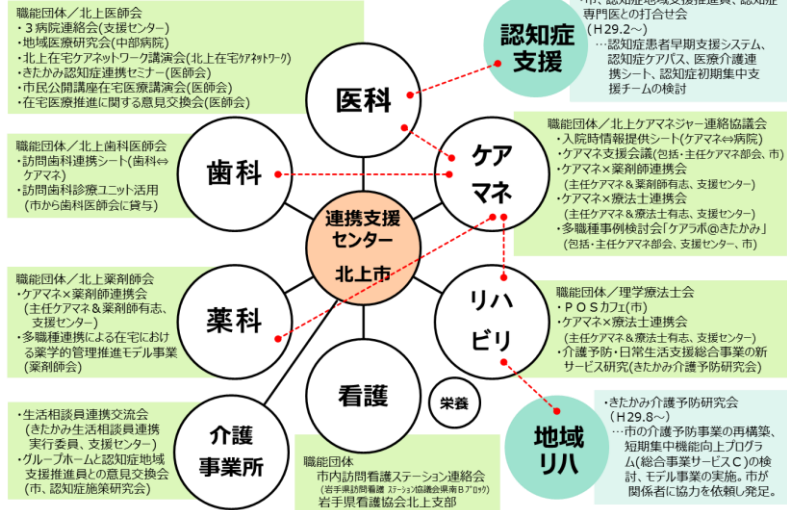 職能団体／北上医師会
・３病院連絡会(支援センター)
・地域医療研究会(中部病院)
・北上在宅ケアネットワーク講演会(北上在宅ケアネットワーク)
・きたかみ認知症連携セミナー(医師会)
・市民公開講座在宅医療講演会(医師会)
・在宅医療推進に関する意見交換会(医師会)
医科
認知症
支援
・市、認知症地域支援推進員、認知症
専門医との打合せ会
(H29.2～)
…認知症患者早期支援システム、
認知症ケアパス、医療介護連
携シート、認知症初期集中支
援チームの検討
職能団体／北上歯科医師会
・訪問歯科連携シート(歯科⇔
ケアマネ)
・訪問歯科診療ユニット活用
(市から歯科医師会に貸与)
歯科
ケア
マネ
職能団体／北上ケアマネジャー連絡協議会
・入院時情報提供シート(ケアマネ⇔病院)
・ケアマネ支援会議(包括・主任ケアマネ部会、市)
・ケアマネ×薬剤師連携会
(主任ケアマネ＆薬剤師有志、支援センター)
・ケアマネ×療法士連携会
(主任ケアマネ＆療法士有志、支援センター)
・多職種事例検討会「ケアラボ@きたかみ」
(包括・主任ケアマネ部会、支援センター、市)
連携支援
センター
北上市
職能団体／北上薬剤師会
・ケアマネ×薬剤師連携会
(主任ケアマネ＆薬剤師有志、
支援センター)
・多職種連携による在宅におけ
る薬学的管理推進モデル事業
(薬剤師会)
薬科
リハ
ビリ
職能団体／理学療法士会
・ＰＯＳカフェ(市)
・ケアマネ×療法士連携会
(主任ケアマネ＆療法士有志、支援センター)
・介護予防・日常生活支援総合事業の新
サービス研究(きたかみ介護予防研究会)
看護
栄養
・生活相談員連携交流会
(きたかみ生活相談員連携
実行委員、支援センター)
・グループホームと認知症地域
支援推進員との意見交換会
(市、認知症施策研究会)
介護
事業所
職能団体
市内訪問看護ステーション連絡会
(岩手県訪問看護 ステーション協議会県南Ｂブロック)
岩手県看護協会北上支部
地域
リハ
・きたかみ介護予防研究会
(Ｈ29.8～)
…市の介護予防事業の再構築、
短期集中機能向上プログラ
ム(総合事業サービスＣ)の検
討、モデル事業の実施。市が
関係者に協力を依頼し発足。